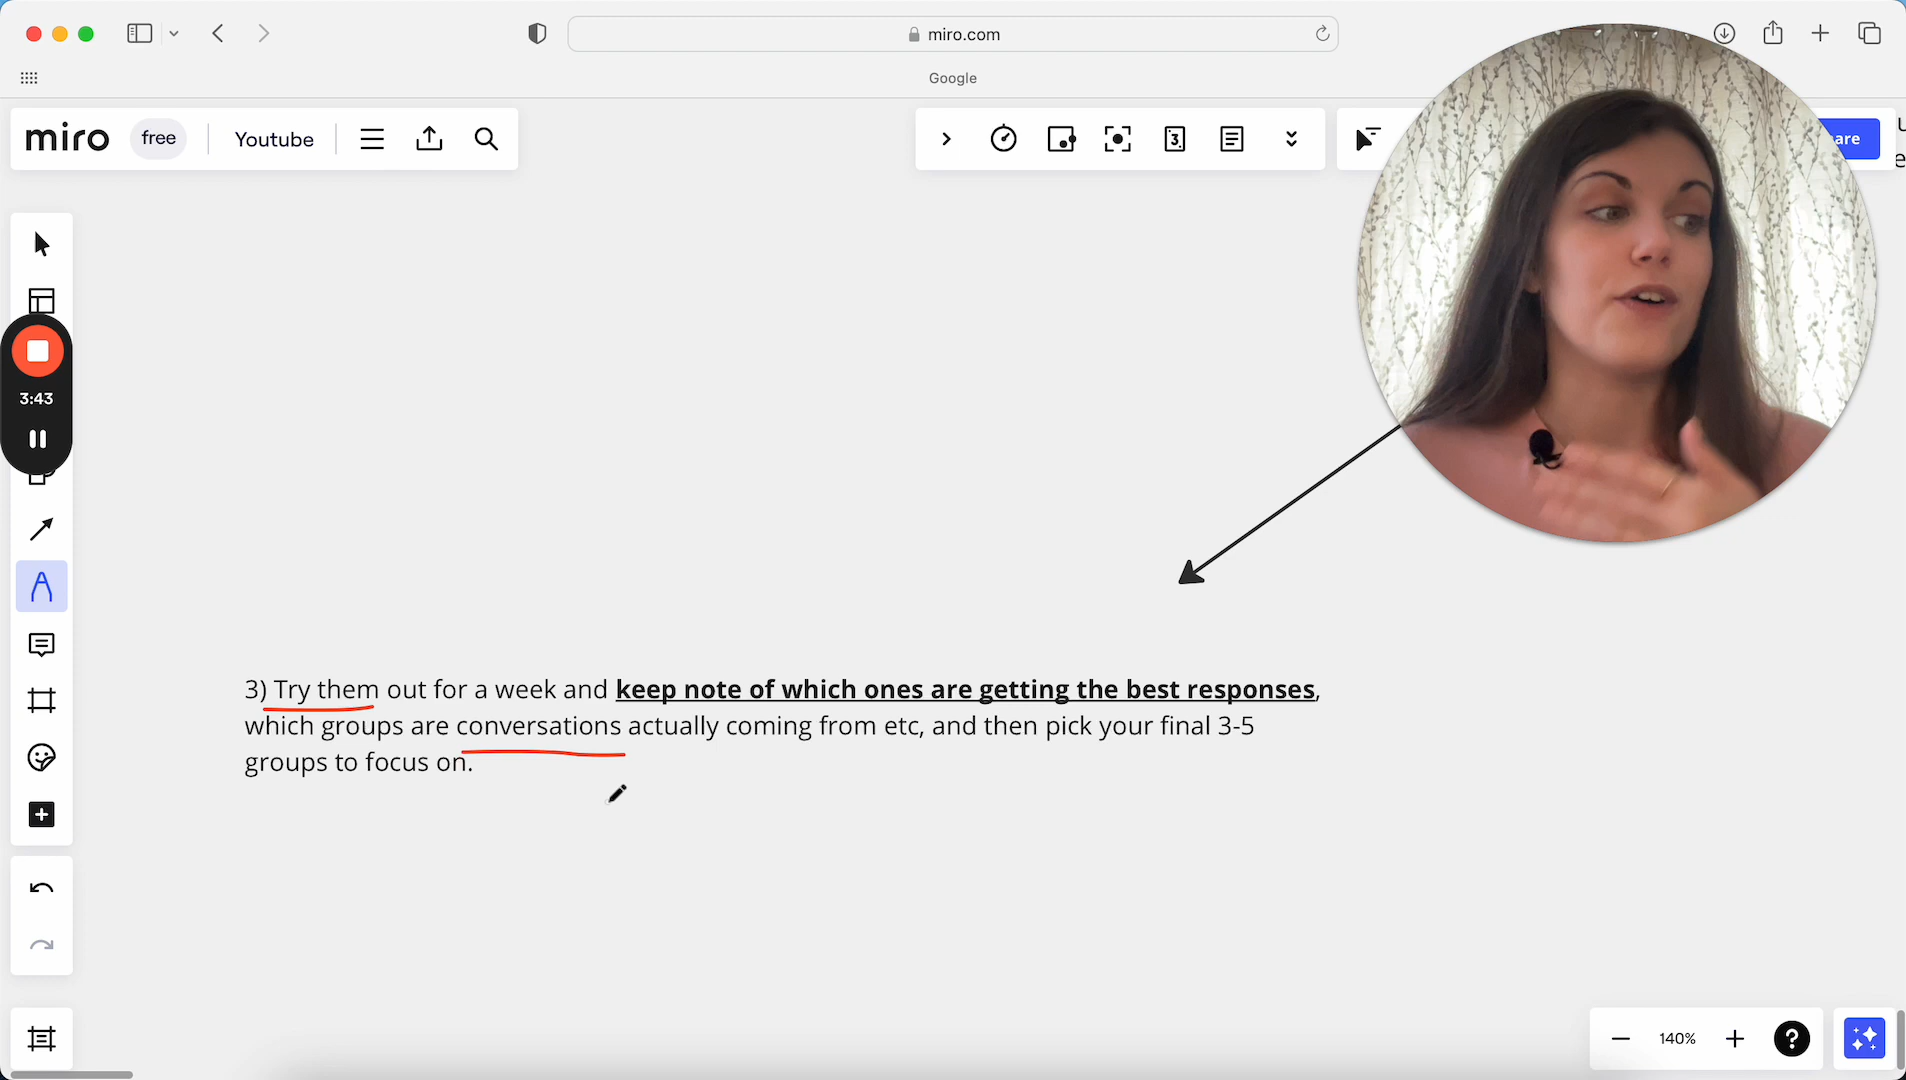 miro.com
Google
miro free Youtube
3
are
3:43
3) Try them out for a week and keep note of which ones are getting the best responses,
which groups are conversations actually coming from etc, and then pick your final 3-5
groups to focus on.
140%
?